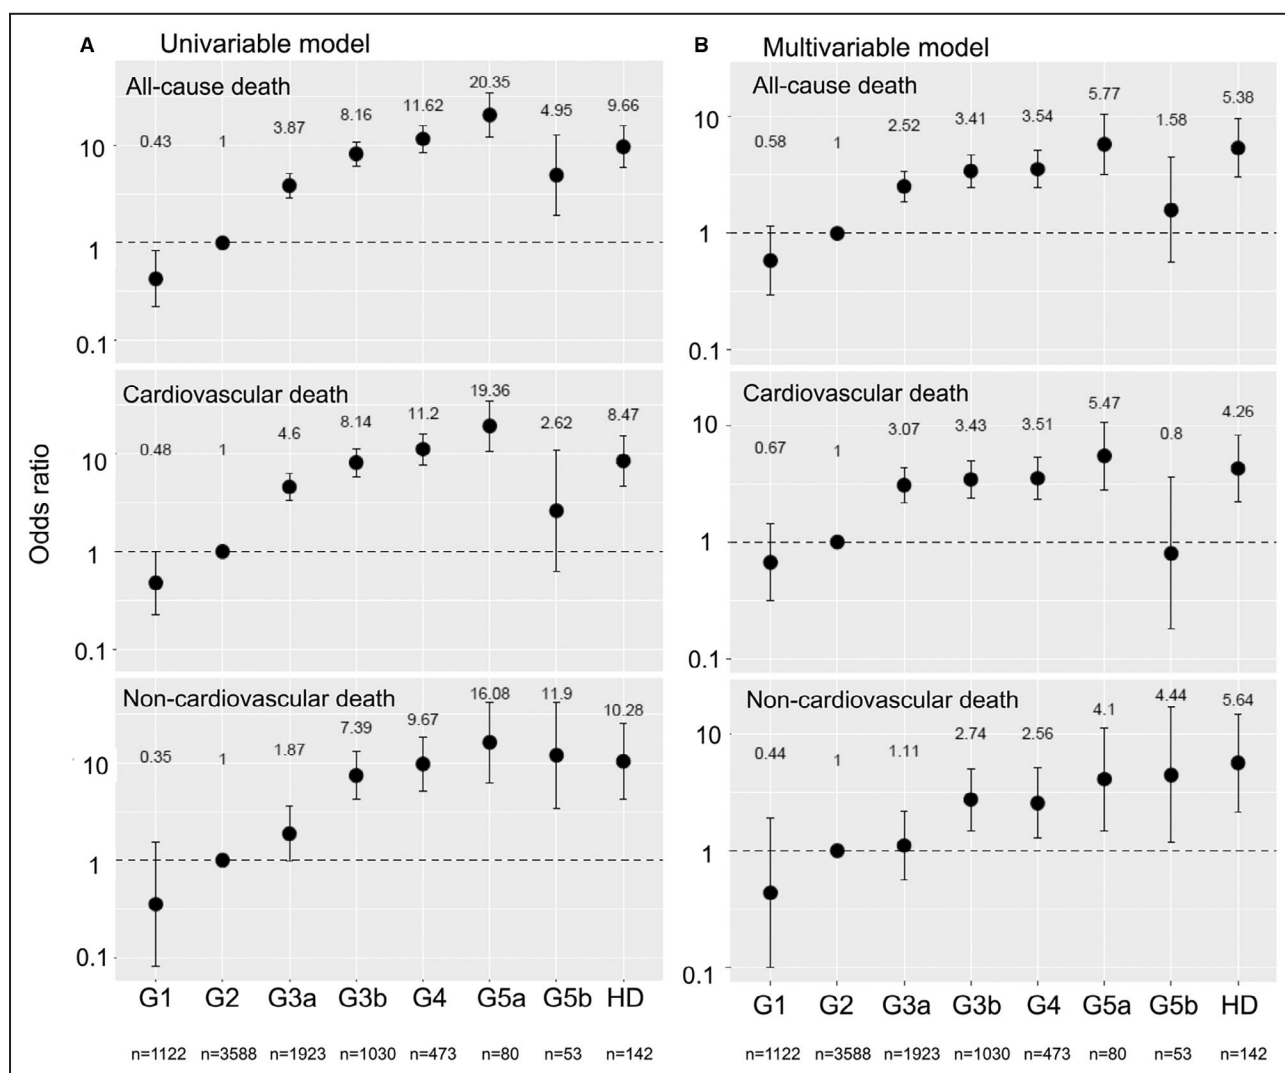 A Univariable model
All-cause death
0.43 1 3.87 8.16 11.62 20.35 4.95 9.66
10
1
0.1
Cardiovascular death
0.48 1 4.6 8.14 11.2 19.36 2.62 8.47
10
1
0.1
Non-cardiovascular death
0.35 1 1.87 7.39 9.67 16.08 11.9 10.28
10
1
0.1
G1 G2 G3a G3b G4 G5a G5b HD
n=1122 n=3588 n=1923 n=1030 n=473 n=80 n=53 n=142
Odds ratio
B Multivariable model
All-cause death
0.58 1 2.52 3.41 3.54 5.77 1.58 5.38
10
1
0.1
Cardiovascular death
0.67 1 3.07 3.43 3.51 5.47 0.8 4.26
10
1
0.1
Non-cardiovascular death
0.44 1 1.11 2.74 2.56 4.1 4.44 5.64
10
1
0.1
G1 G2 G3a G3b G4 G5a G5b HD
n=1122 n=3588 n=1923 n=1030 n=473 n=80 n=53 n=142